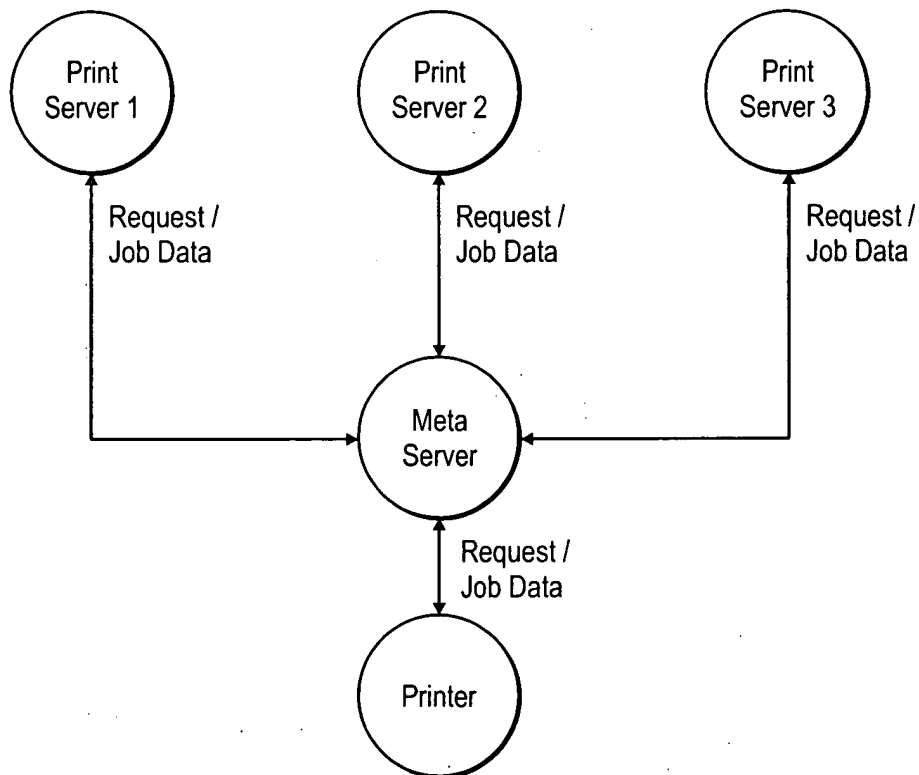 Print
Server 1
Print
Server 2
Print
Server 3
Request /
Job Data
Request /
Job Data
Request /
Job Data
Meta
Server
Request /
Job Data
Printer